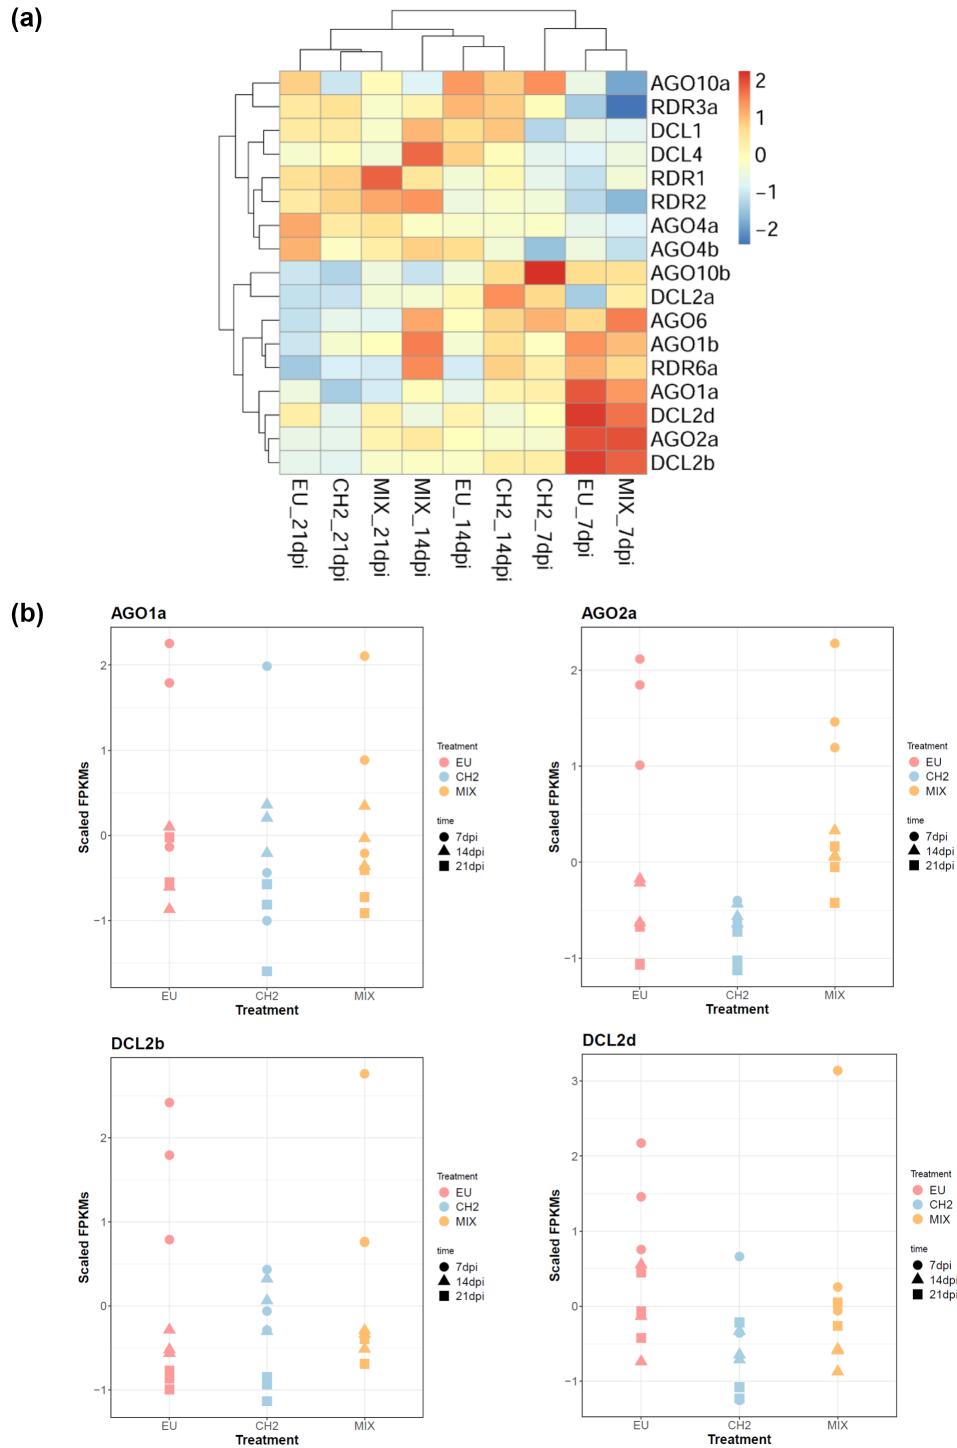 (a)
AGO10a
RDR3a
DCL1
DCL4
RDR1
RDR2
AGO4a
AGO4b
AGO10b
DCL2a
AGO6
AGO1b
RDR6a
AGO1a
DCL2d
AGO2a
DCL2b
2
1
0
−1
−2
EU_21dpi
CH2_21dpi
MIX_21dpi
MIX_14dpi
EU_14dpi
CH2_14dpi
CH2_7dpi
EU_7dpi
MIX_7dpi
(b)
AGO1a
Scaled FPKMs
2
1
0
−1
EU
CH2
MIX
Treatment
Treatment
EU
CH2
MIX
time
7dpi
14dpi
21dpi
AGO2a
Scaled FPKMs
2
1
0
−1
EU
CH2
MIX
Treatment
Treatment
EU
CH2
MIX
time
7dpi
14dpi
21dpi
DCL2b
Scaled FPKMs
2
1
0
−1
EU
CH2
MIX
Treatment
Treatment
EU
CH2
MIX
time
7dpi
14dpi
21dpi
DCL2d
Scaled FPKMs
3
2
1
0
−1
EU
CH2
MIX
Treatment
Treatment
EU
CH2
MIX
time
7dpi
14dpi
21dpi